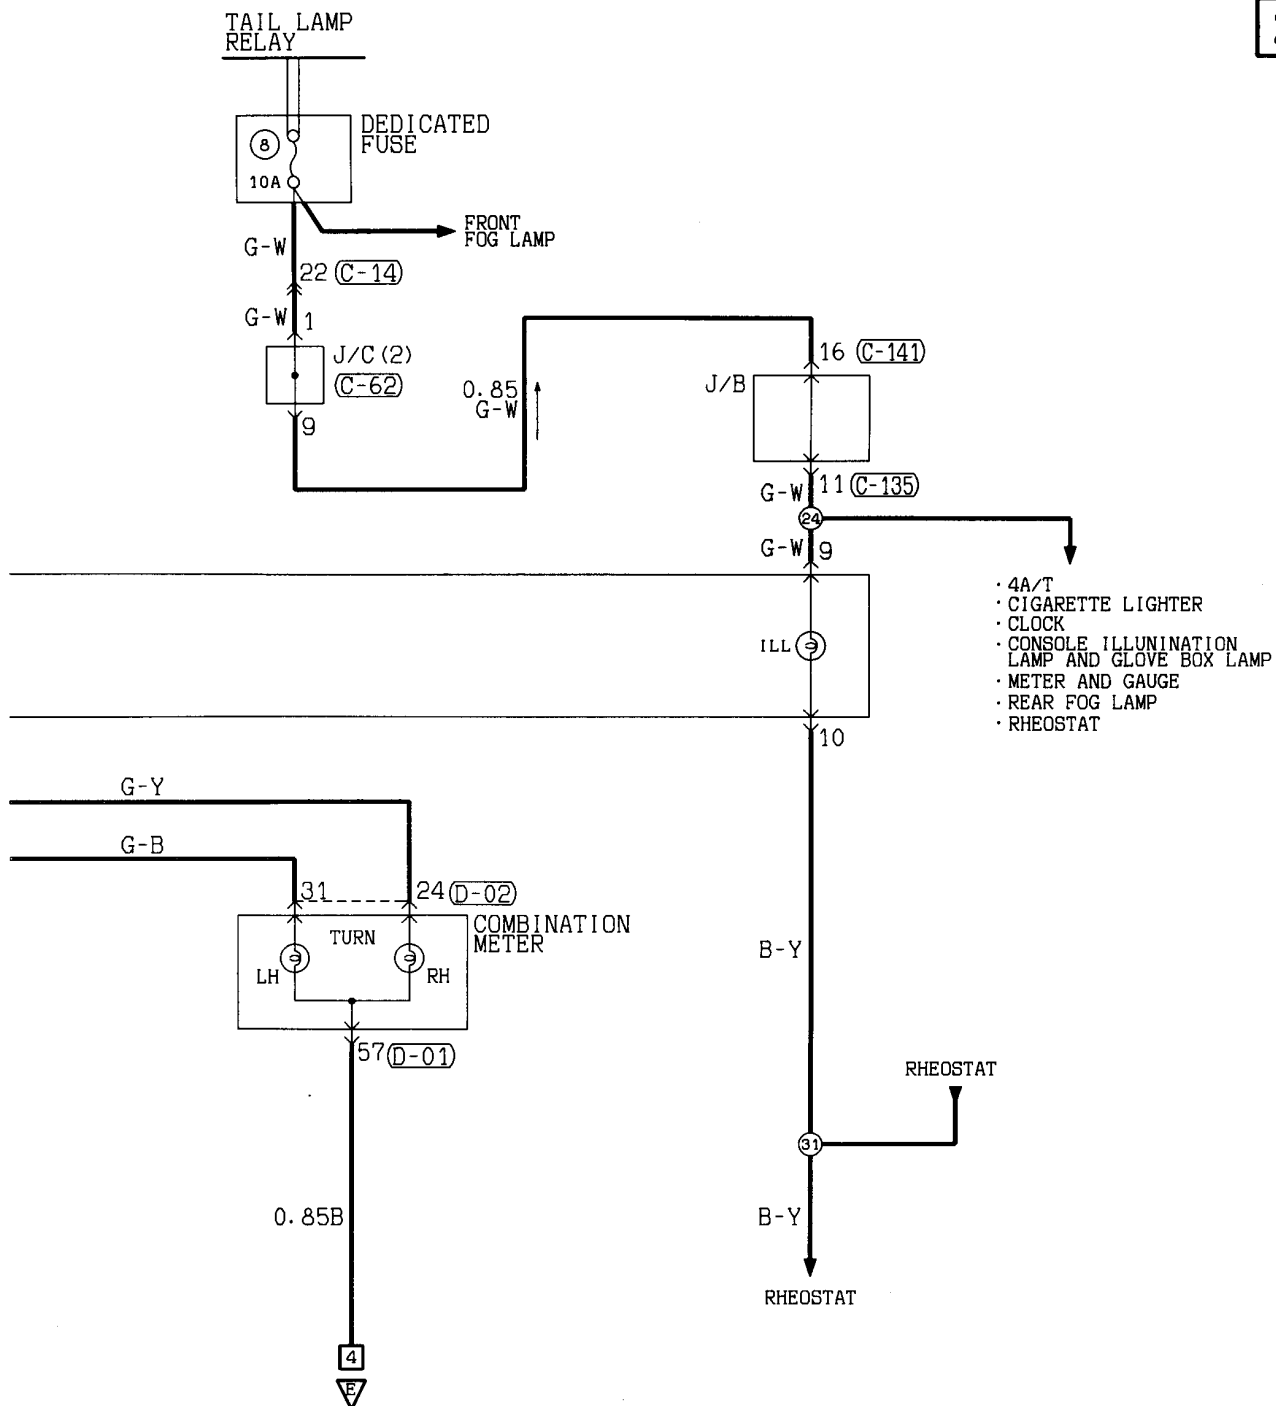 TAIL LAMP
RELAY
DEDICATED
FUSE
8
10A
FRONT
FOG LAMP
G-W
22 C-14
G-W 1
J/C (2)
C-62
9
0.85
G-W
16 C-141
J/B
11 C-135
G-W
24
G-W 9
· 4A/T
· CIGARETTE LIGHTER
· CLOCK
· CONSOLE ILLUNINATION
LAMP AND GLOVE BOX LAMP
· METER AND GAUGE
· REAR FOG LAMP
· RHEOSTAT
ILL
10
G-Y
G-B
31
24 D-02
COMBINATION
METER
TURN
LH
RH
57 D-01
B-Y
RHEOSTAT
31
0.85B
B-Y
RHEOSTAT
4
E